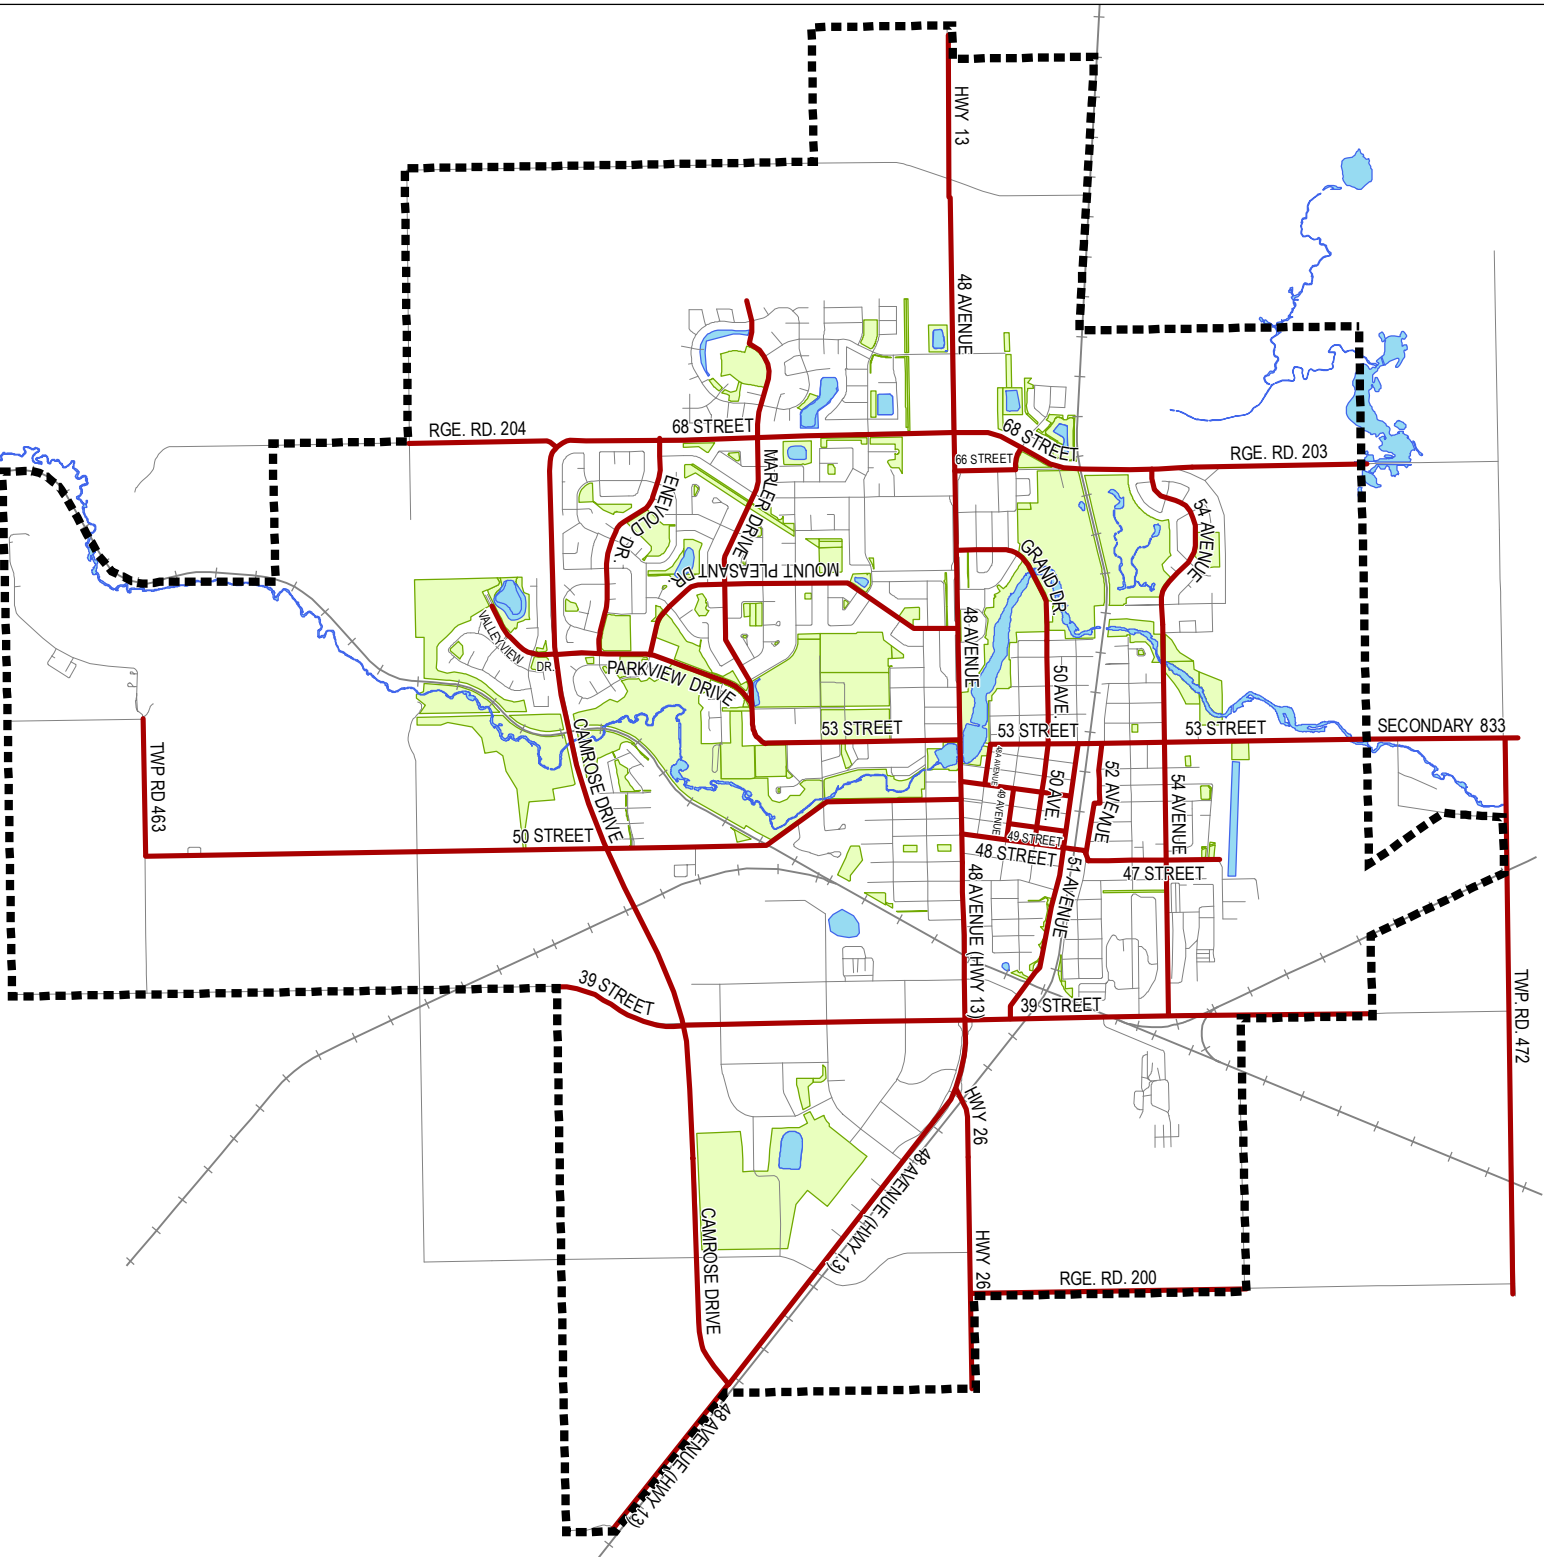 HWY 13
48 AVENUE
68 STREET
RGE. RD. 204
68 STREET
66 STREET
RGE. RD. 203
MARLER DRIVE
ENEVOLD DR.
54 AVENUE
MOUNT PLEASANT DR.
GRAND DR.
VALLEYVIEW DR.
48 AVENUE
PARKVIEW DRIVE
50 AVE.
53 STREET
53 STREET
53 STREET
SECONDARY 833
CAMROSE DRIVE
TWP RD 463
48A AVENUE
49 AVENUE
50 AVE.
52 AVENUE
54 AVENUE
50 STREET
49 STREET
48 STREET
51 AVENUE
47 STREET
48 AVENUE (HWY 13)
39 STREET
39 STREET
TWP. RD. 472
HWY 26
48 AVENUE (HWY 13)
CAMROSE DRIVE
HWY 26
RGE. RD. 200
48 AVENUE (HWY 13)